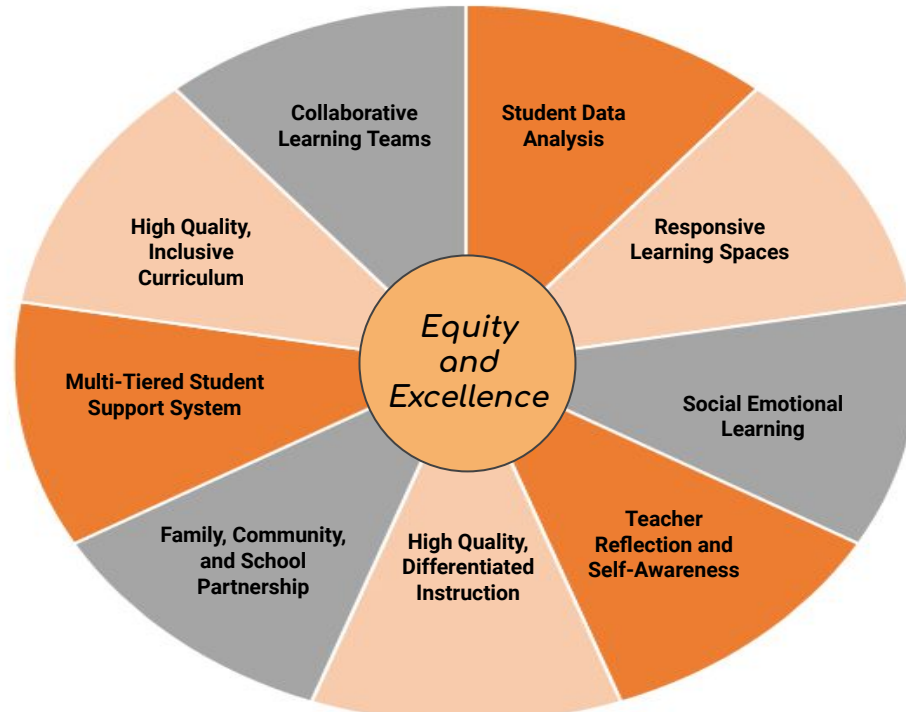 Collaborative
Learning Teams
Student Data
Analysis
Responsive
Learning Spaces
Social Emotional
Learning
Teacher
Reflection and
Self-Awareness
High Quality,
Differentiated
Instruction
Family, Community,
and School
Partnership
Multi-Tiered Student
Support System
High Quality,
Inclusive
Curriculum
Equity
and
Excellence